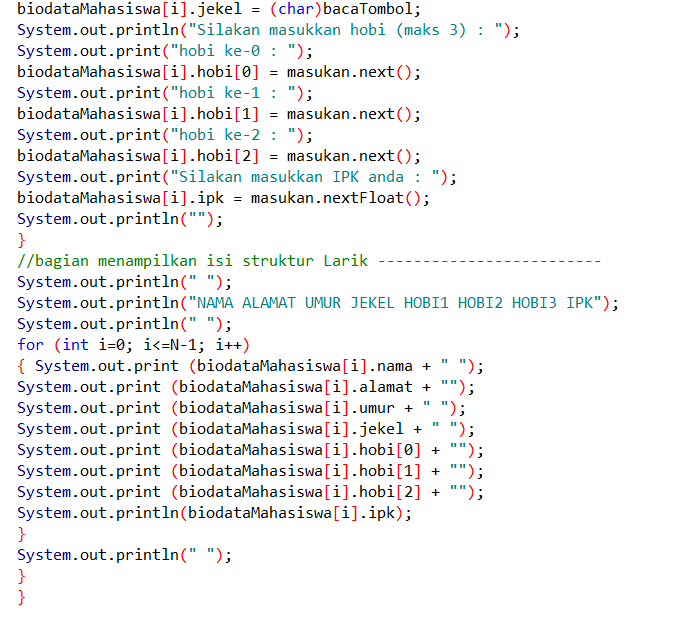 biodataMahasiswa[i].jekel = (char)bacaTombol;
System.out.println("Silakan masukkan hobi (maks 3) : ");
System.out.print("hobi ke-0 : ");
biodataMahasiswa[i].hobi[0] = masukan.next();
System.out.print("hobi ke-1 : ");
biodataMahasiswa[i].hobi[1] = masukan.next();
System.out.print("hobi ke-2 : ");
biodataMahasiswa[i].hobi[2] = masukan.next();
System.out.print("Silakan masukkan IPK anda : ");
biodataMahasiswa[i].ipk = masukan.nextFloat();
System.out.println("");
}
//bagian menampilkan isi struktur Larik -------------------------
System.out.println(" ");
System.out.println("NAMA ALAMAT UMUR JEKEL HOBI1 HOBI2 HOBI3 IPK");
System.out.println(" ");
for (int i=0; i<=N-1; i++)
{ System.out.print (biodataMahasiswa[i].nama + " ");
System.out.print (biodataMahasiswa[i].alamat + "");
System.out.print (biodataMahasiswa[i].umur + " ");
System.out.print (biodataMahasiswa[i].jekel + " ");
System.out.print (biodataMahasiswa[i].hobi[0] + "");
System.out.print (biodataMahasiswa[i].hobi[1] + "");
System.out.print (biodataMahasiswa[i].hobi[2] + "");
System.out.println(biodataMahasiswa[i].ipk);
}
System.out.println(" ");
}
}